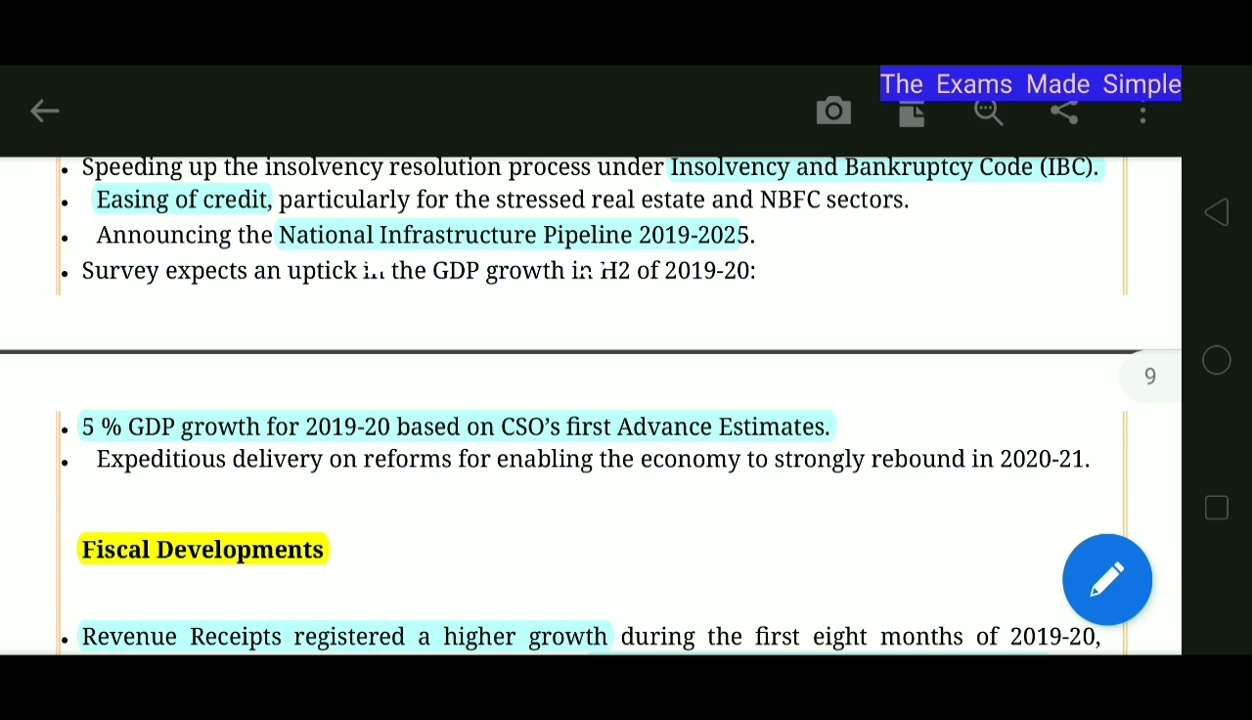 The Exams Made Simple
• Speeding up the insolvency resolution process under Insolvency and Bankruptcy Code (IBC).
• Easing of credit, particularly for the stressed real estate and NBFC sectors.
• Announcing the National Infrastructure Pipeline 2019-2025.
• Survey expects an uptick in the GDP growth in H2 of 2019-20:
9
• 5 % GDP growth for 2019-20 based on CSO’s first Advance Estimates.
• Expeditious delivery on reforms for enabling the economy to strongly rebound in 2020-21.
Fiscal Developments
• Revenue Receipts registered a higher growth during the first eight months of 2019-20,